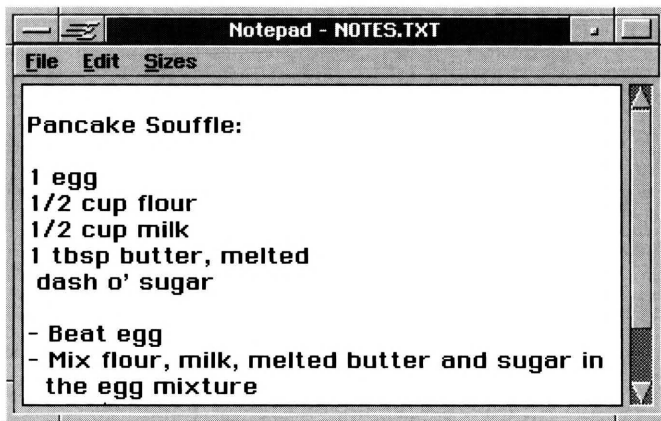 Notepad - NOTES.TXT
File Edit Sizes
Pancake Souffle:
1 egg
1/2 cup flour
1/2 cup milk
1 tbsp butter, melted
dash o' sugar
- Beat egg
- Mix flour, milk, melted butter and sugar in
the egg mixture